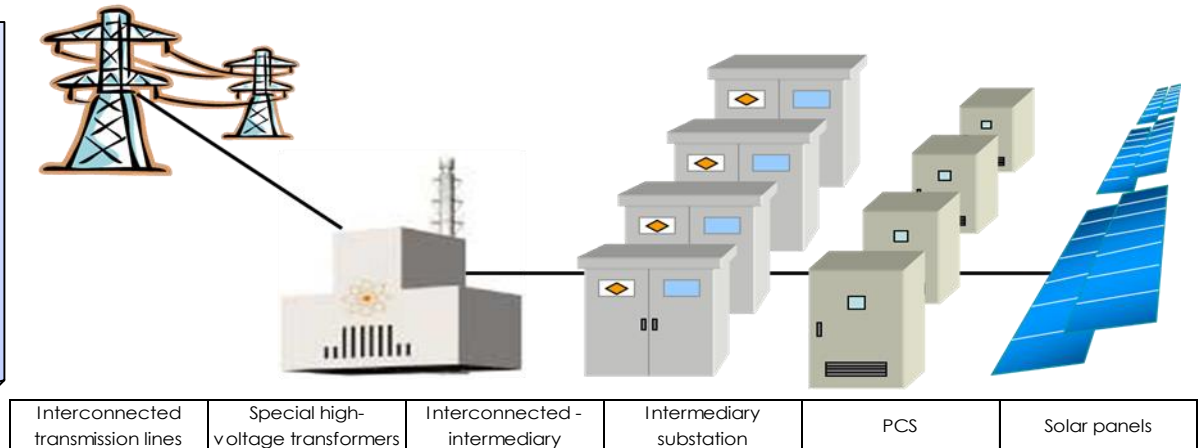 Interconnected
transmission lines
Special high-
voltage transformers
Interconnected -
intermediary
Intermediary
substation
PCS
Solar panels